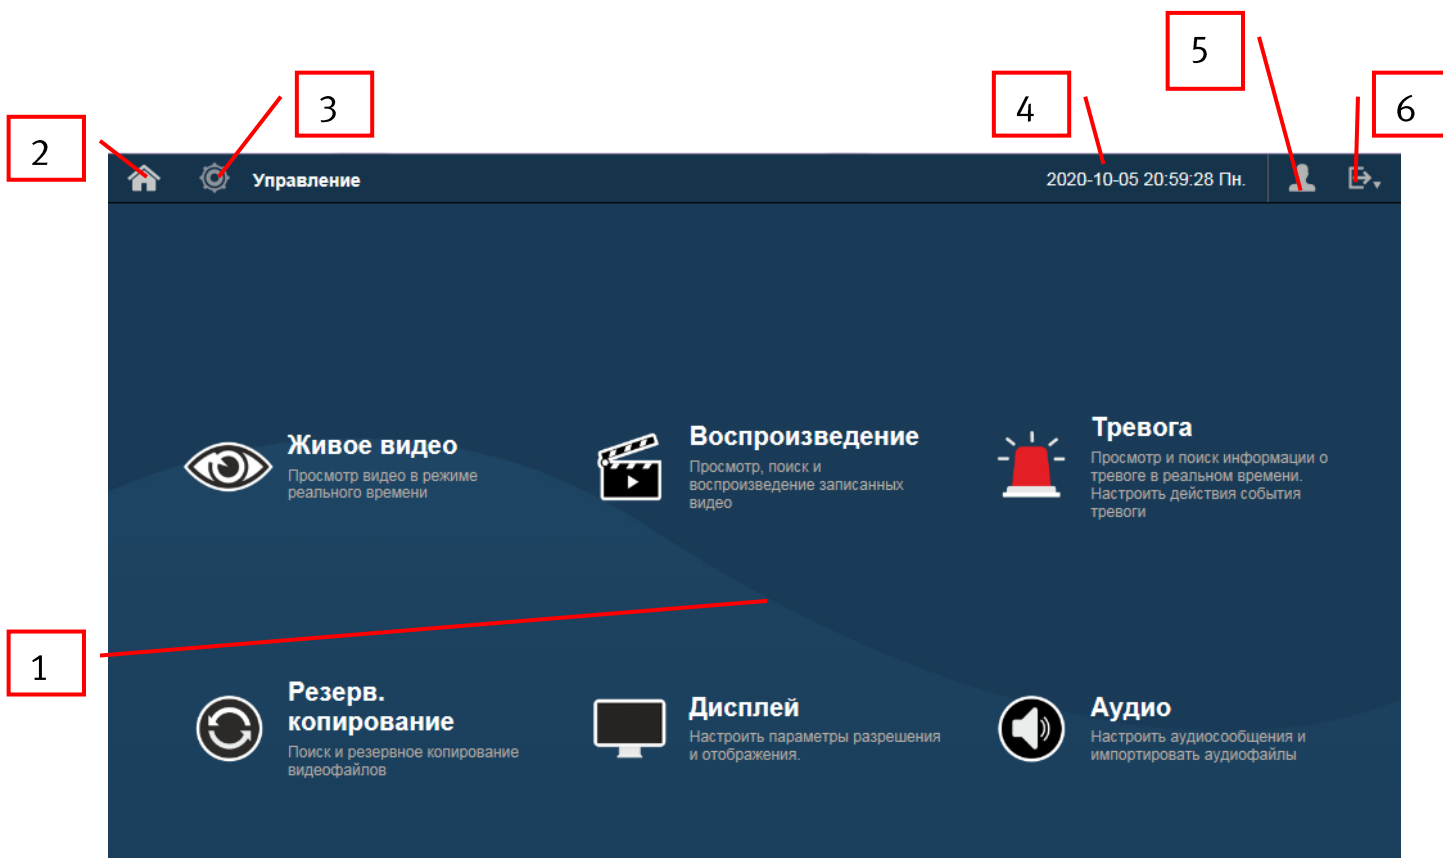 5
3
4
6
2
Управление
2020-10-05 20:59:28 Пн.
Живое видео
Просмотр видео в режиме
реального времени
Воспроизведение
Просмотр, поиск и
воспроизведение записанных
видео
Тревога
Просмотр и поиск информации о
тревоге в реальном времени.
Настроить действия события
тревоги
1
Резерв.
копирование
Поиск и резервное копирование
видеофайлов
Дисплей
Настроить параметры разрешения
и отображения.
Аудио
Настроить аудиосообщения и
импортировать аудиофайлы